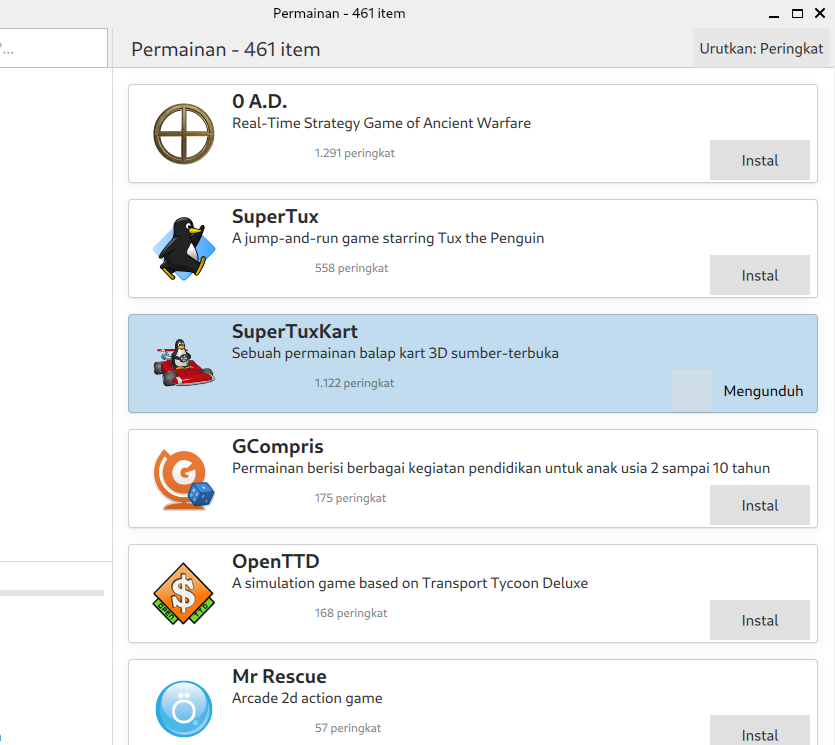 Permainan - 461 item
Permainan - 461 item
Urutkan: Peringkat
0 A.D.
Real-Time Strategy Game of Ancient Warfare
1.291 peringkat
Instal
SuperTux
A jump-and-run game starring Tux the Penguin
558 peringkat
Instal
SuperTuxKart
Sebuah permainan balap kart 3D sumber-terbuka
1.122 peringkat
Mengunduh
GCompris
Permainan berisi berbagai kegiatan pendidikan untuk anak usia 2 sampai 10 tahun
175 peringkat
Instal
OpenTTD
A simulation game based on Transport Tycoon Deluxe
OPEN TTD
168 peringkat
Instal
Mr Rescue
Arcade 2d action game
57 peringkat
Instal